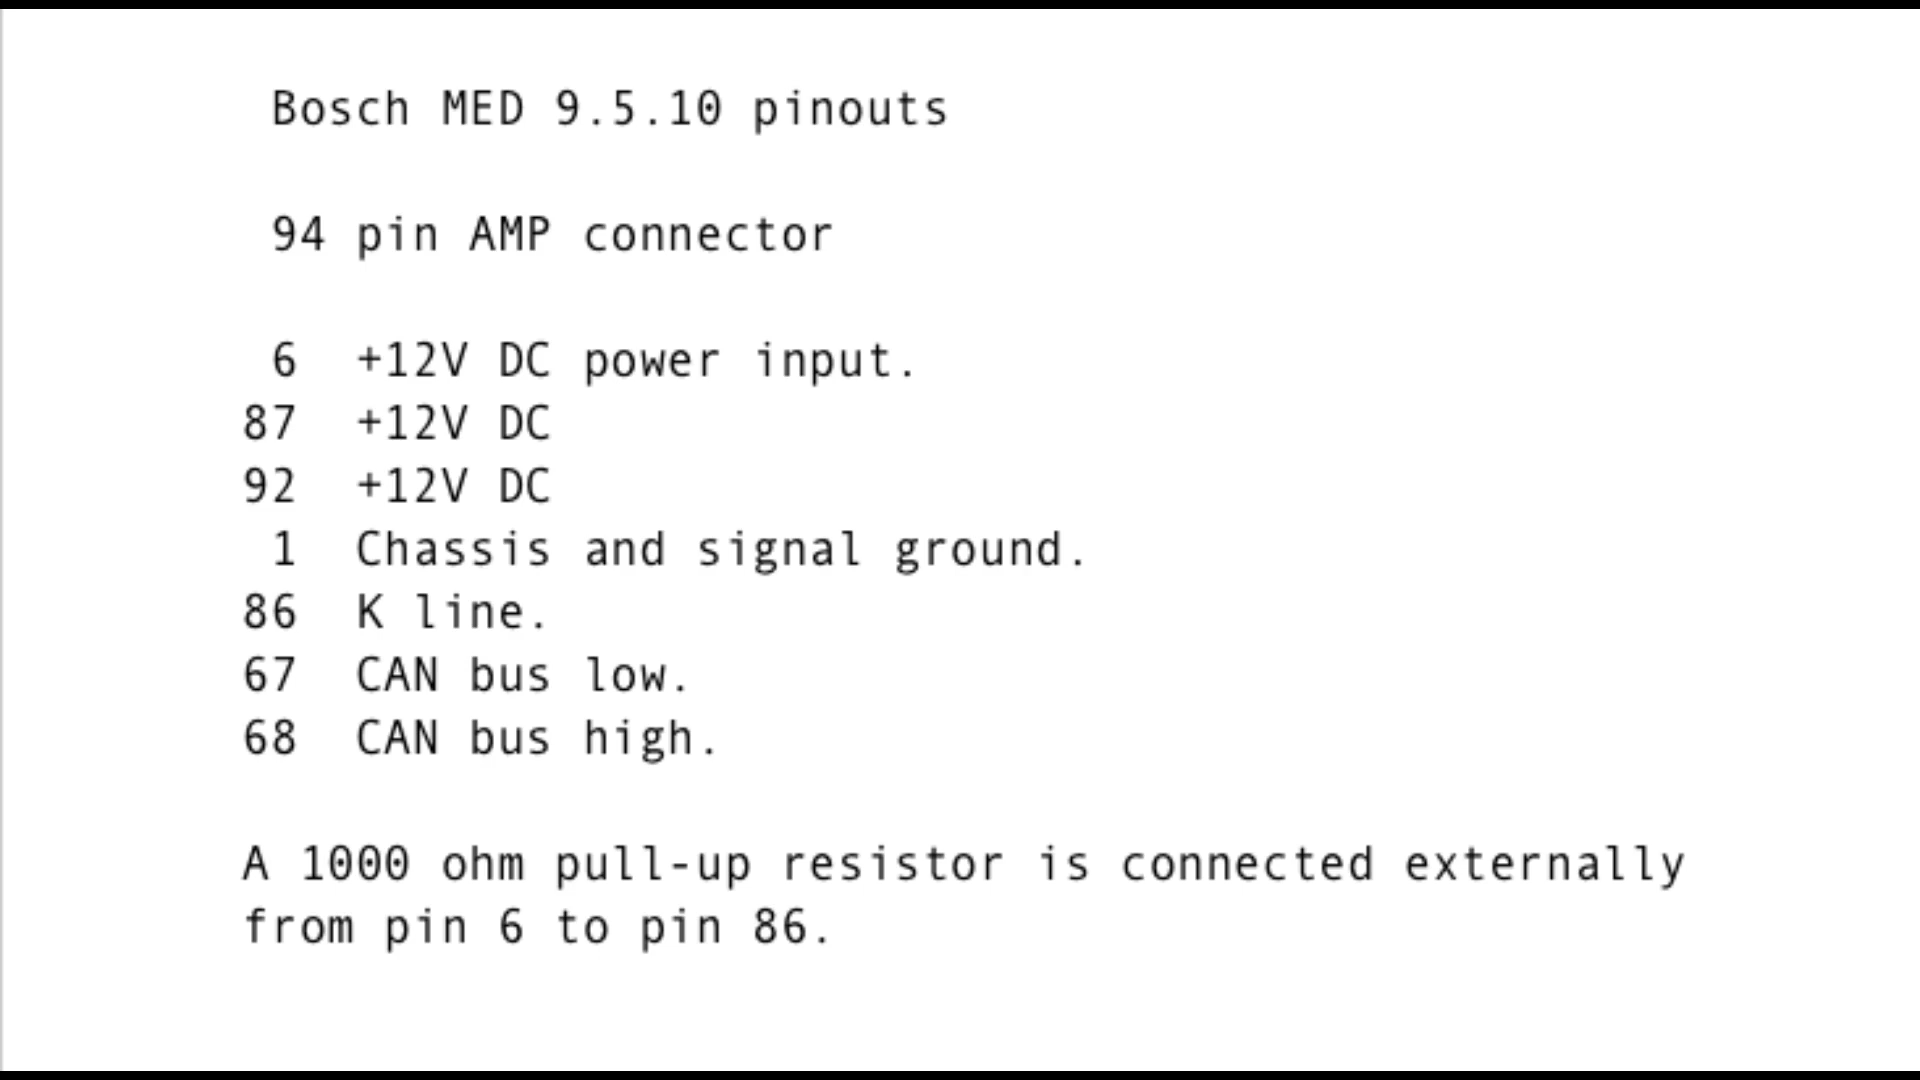 Bosch MED 9.5.10 pinouts
94 pin AMP connector
6 +12V DC power input.
87 +12V DC
92 +12V DC
1 Chassis and signal ground.
86 K line.
67 CAN bus low.
68 CAN bus high.
A 1000 ohm pull-up resistor is connected externally
from pin 6 to pin 86.